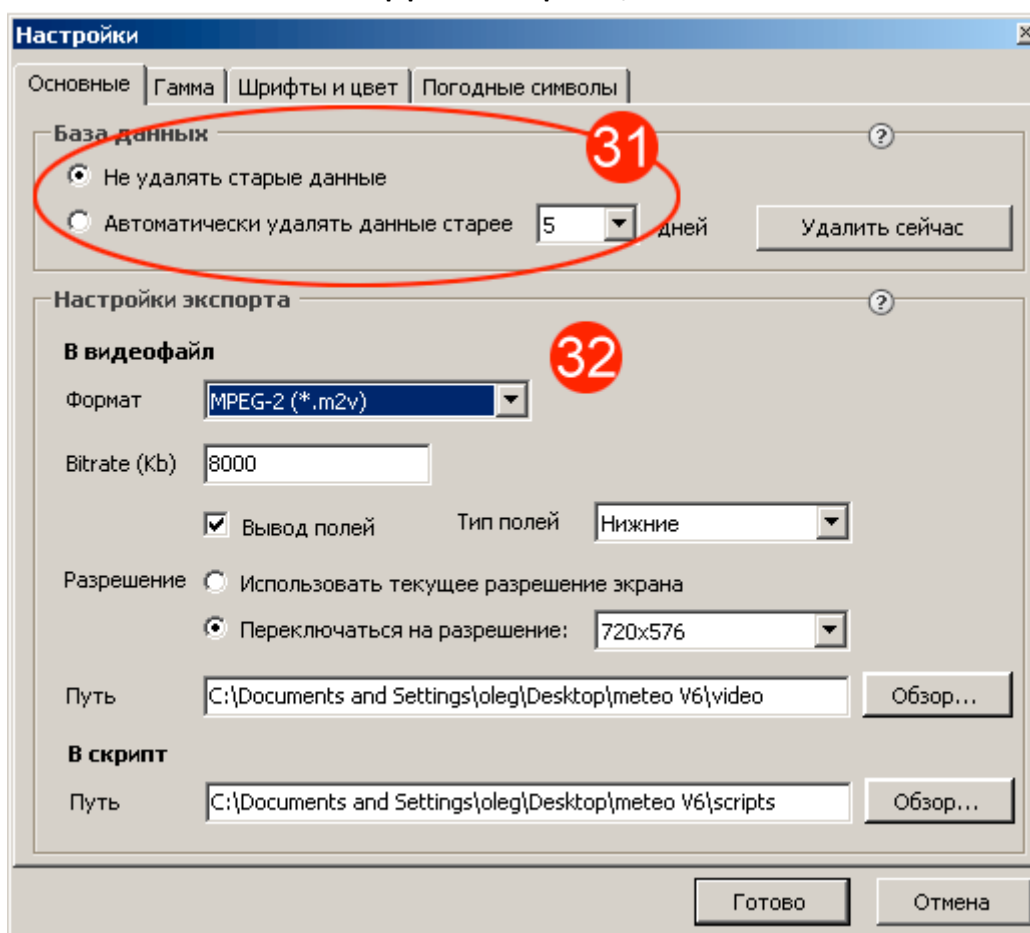 Настройки
Основные Гамма Шрифты и цвет Погодные символы
База данных 31 ?
Не удалять старые данные
Автоматически удалять данные старее 5 дней Удалить сейчас
Настройки экспорта ?
В видеофайл 32
Формат MPEG-2 (*.m2v)
Bitrate (Kb) 8000
Вывод полей Тип полей Нижние
Разрешение Использовать текущее разрешение экрана
Переключаться на разрешение: 720x576
Путь C:\Documents and Settings\oleg\Desktop\meteo V6\video Обзор...
В скрипт
Путь C:\Documents and Settings\oleg\Desktop\meteo V6\scripts Обзор...
Готово Отмена